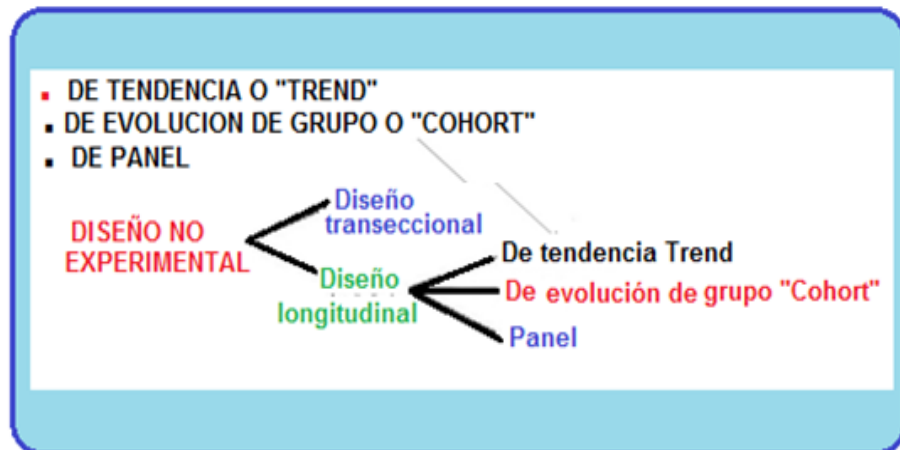 DE TENDENCIA O "TREND"
DE EVOLUCION DE GRUPO O "COHORT"
DE PANEL
DISEÑO NO
EXPERIMENTAL
Diseño
transeccional
Diseño
longitudinal
De tendencia Trend
De evolución de grupo "Cohort"
Panel